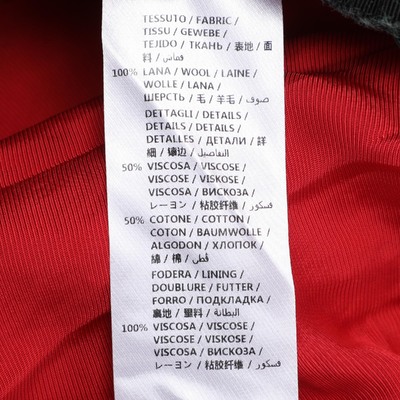 TESSUTO / FABRIC /
TISSU / GEWEBE /
TEJIDO / ТКАНЬ / 裏地 / 面
料 / قماش /
100% LANA / WOOL / LAINE /
WOLLE / LANA /
ШЕРСТЬ / 毛 / 羊毛 / صوف /
DETTAGLI / DETAILS /
DETAILS / DETAILS /
DETALLES / ДЕТАЛИ / 詳
細 / 镶边 / التفاصيل /
50% VISCOSA / VISCOSE /
VISCOSE / VISKOSE /
VISCOSA / ВИСКОЗА /
レーヨン / 粘胶纤维 / فسكوز /
50% COTONE / COTTON /
COTON / BAUMWOLLE /
ALGODON / ХЛОПОК /
綿 / 棉 / قطن /
FODERA / LINING /
DOUBLURE / FUTTER /
FORRO / ПОДКЛАДКА /
裏地 / 里料 / البطانة /
100% VISCOSA / VISCOSE /
VISCOSE / VISKOSE /
VISCOSA / ВИСКОЗА /
レーヨン / 粘胶纤维 / فسكوز /